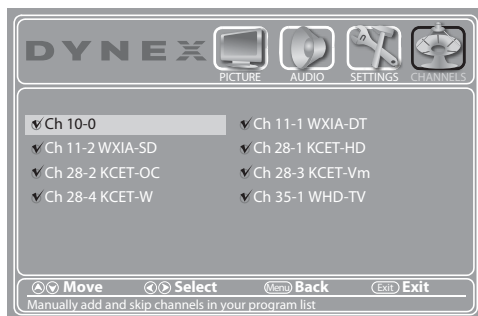 DYNEX
PICTURE AUDIO SETTINGS CHANNELS
Ch 10-0 Ch 11-1 WXIA-DT
Ch 11-2 WXIA-SD Ch 28-1 KCET-HD
Ch 28-2 KCET-OC Ch 28-3 KCET-Vm
Ch 28-4 KCET-W Ch 35-1 WHD-TV
Move Select Menu Back Exit Exit
Manually add and skip channels in your program list